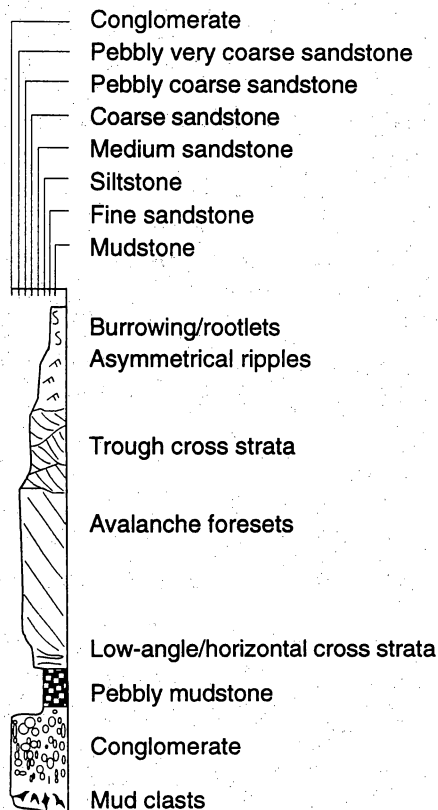 Conglomerate
Pebbly very coarse sandstone
Pebbly coarse sandstone
Coarse sandstone
Medium sandstone
Siltstone
Fine sandstone
Mudstone
Burrowing/rootlets
Asymmetrical ripples
Trough cross strata
Avalanche foresets
Low-angle/horizontal cross strata
Pebbly mudstone
Conglomerate
Mud clasts